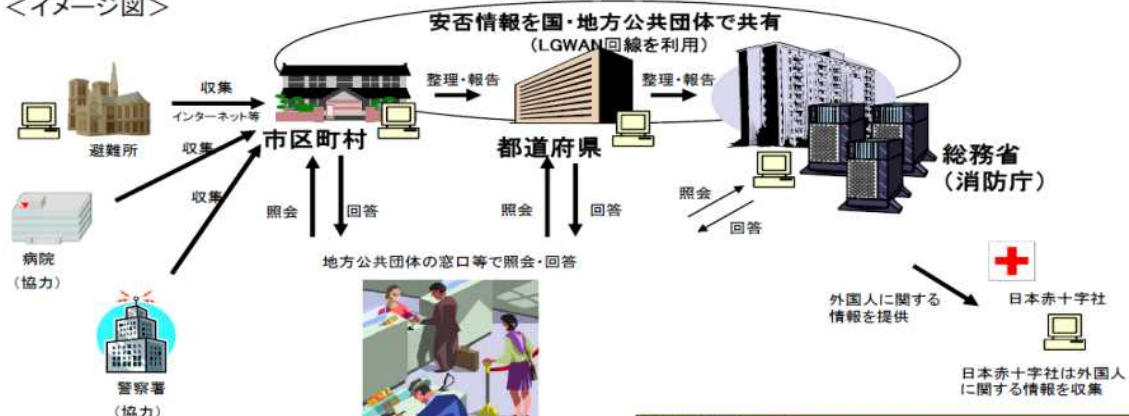 ＜イメージ図＞
安否情報を国・地方公共団体で共有
（LGWAN回線を利用）
収集
インターネット等
避難所
収集
収集
病院
（協力）
警察署
（協力）
市区町村
整理・報告
都道府県
整理・報告
総務省
（消防庁）
照会
回答
照会
回答
照会
回答
地方公共団体の窓口等で照会・回答
外国人に関する
情報を提供
日本赤十字社
日本赤十字社は外国人
に関する情報を収集